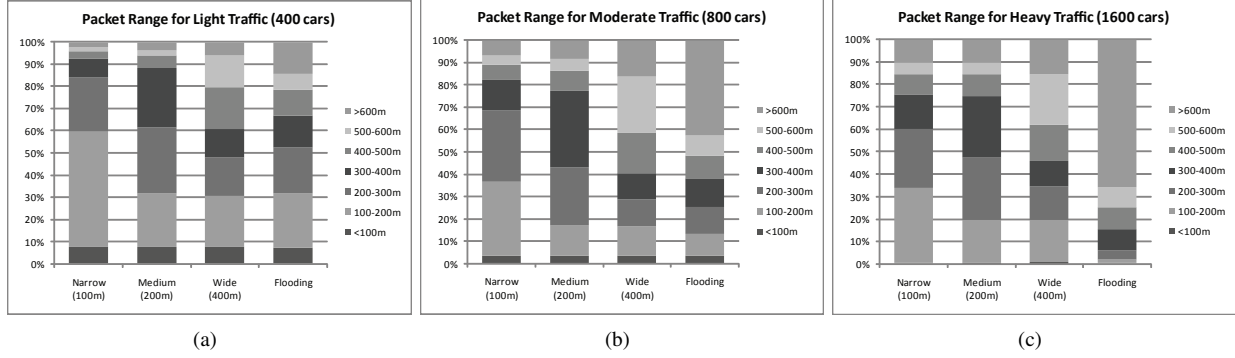 Packet Range for Light Traffic (400 cars)
100%
90%
80%
70%
60%
50%
40%
30%
20%
10%
0%
Narrow
(100m)
Medium
(200m)
Wide
(400m)
Flooding
>600m
500-600m
400-500m
300-400m
200-300m
100-200m
<100m
(a)
Packet Range for Moderate Traffic (800 cars)
100%
90%
80%
70%
60%
50%
40%
30%
20%
10%
0%
Narrow
(100m)
Medium
(200m)
Wide
(400m)
Flooding
>600m
500-600m
400-500m
300-400m
200-300m
100-200m
<100m
(b)
Packet Range for Heavy Traffic (1600 cars)
100%
90%
80%
70%
60%
50%
40%
30%
20%
10%
0%
Narrow
(100m)
Medium
(200m)
Wide
(400m)
Flooding
>600m
500-600m
400-500m
300-400m
200-300m
100-200m
<100m
(c)